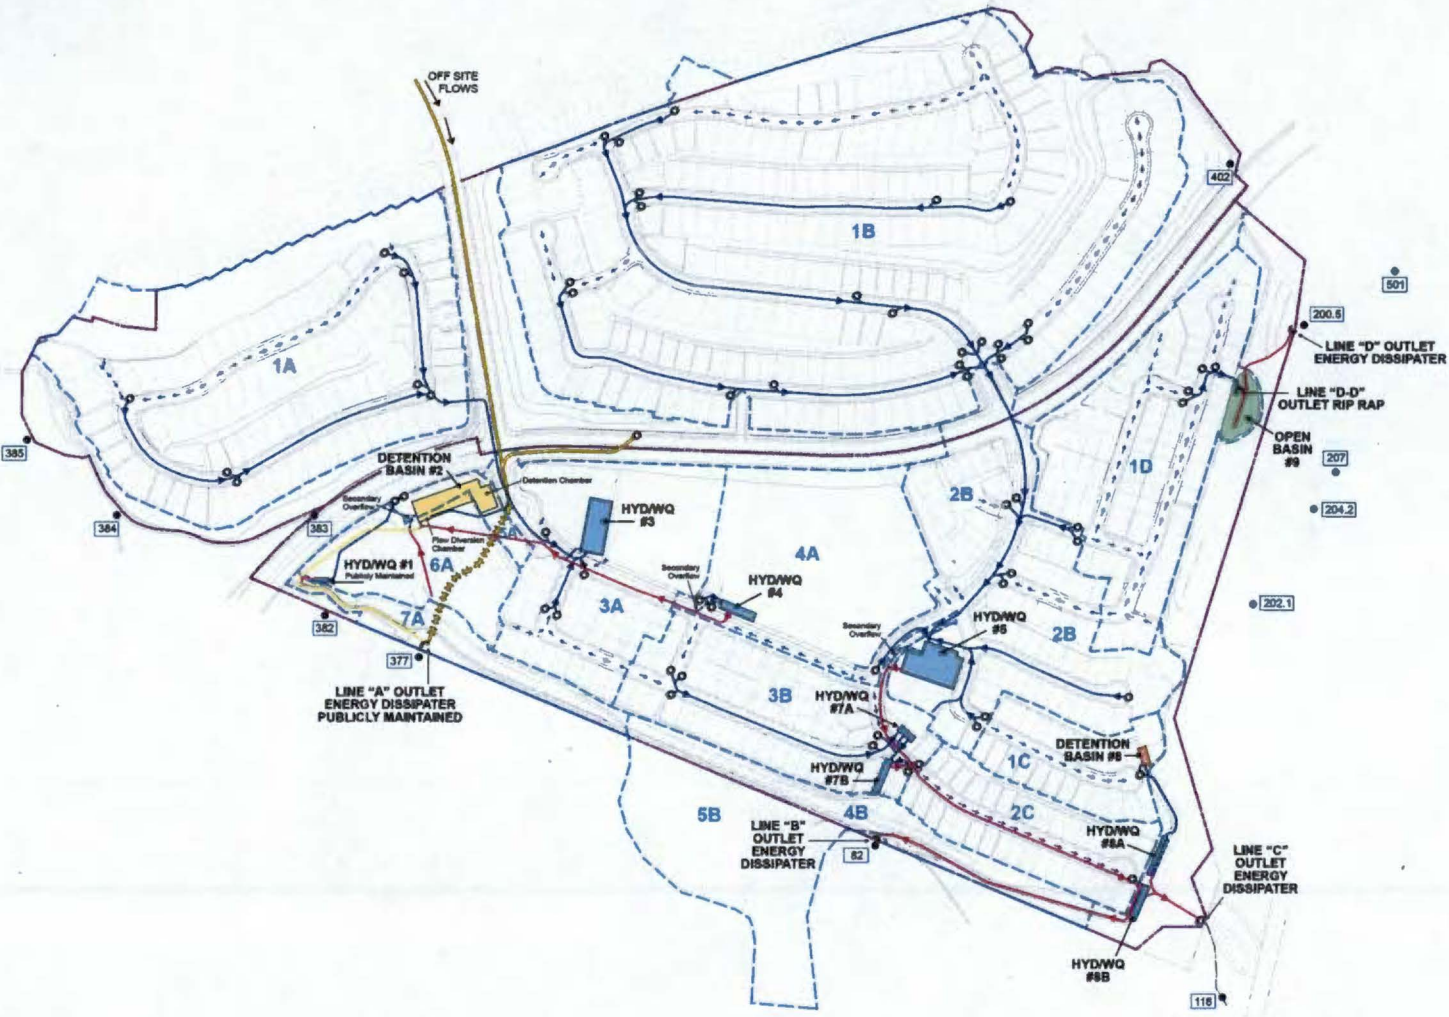 OFF SITE
FLOWS
402
1B
501
200.5
LINE "D" OUTLET
ENERGY DISSIPATER
1A
LINE "D-D"
OUTLET RIP RAP
OPEN
BASIN
#9
385
DETENTION
BASIN #2
Detention Chamber
207
1D
Secondary
Overflow
2B
384
383
HYD/WQ
#3
204.2
Flow Diversion
Chamber
5A
4A
HYD/WQ #1
Publicly Maintained
6A
Secondary
Overflow
HYD/WQ
#4
3A
202.1
7A
382
Secondary
Overflow
HYD/WQ
#5
2B
377
LINE "A" OUTLET
ENERGY DISSIPATER
PUBLICLY MAINTAINED
3B
HYD/WQ
#7A
DETENTION
BASIN #8
1C
HYD/WQ
#7B
5B
4B
2C
LINE "B"
OUTLET
ENERGY
DISSIPATER
82
HYD/WQ
#8A
LINE "C"
OUTLET
ENERGY
DISSIPATER
HYD/WQ
#8B
118